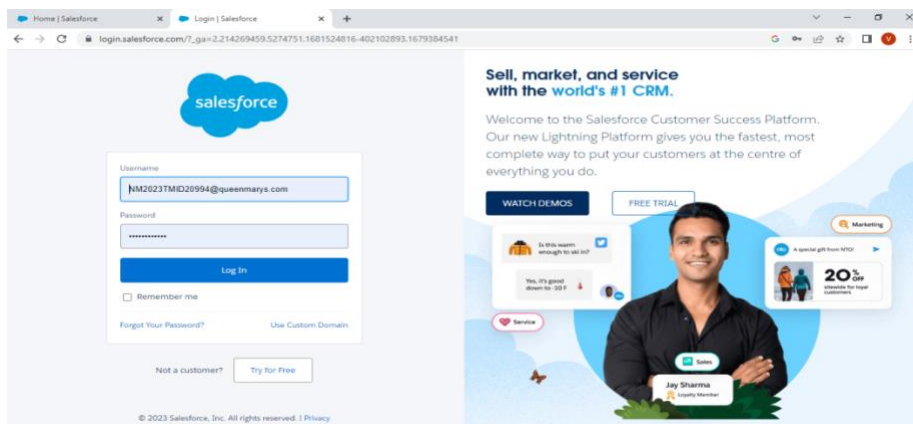 Home | Salesforce
Login | Salesforce
login.salesforce.com/?_ga=2.214269459.5274751.1681524816-402102893.1679384541
salesforce
Username
NM2023TMID20994@queenmarys.com
Password
••••••••••••
Log In
Remember me
Forgot Your Password?
Use Custom Domain
Not a customer?
Try for Free
© 2023 Salesforce, Inc. All rights reserved. | Privacy
Sell, market, and service
with the world's #1 CRM.
Welcome to the Salesforce Customer Success Platform.
Our new Lightning Platform gives you the fastest, most
complete way to put your customers at the centre of
everything you do.
WATCH DEMOS
FREE TRIAL
Is this warm
enough to ski in?
Yes, it's good
down to -20 F
Service
Marketing
A special gift from NTO!
20% OFF
sitewide for loyal
customers
Sales
Jay Sharma
Loyalty Member